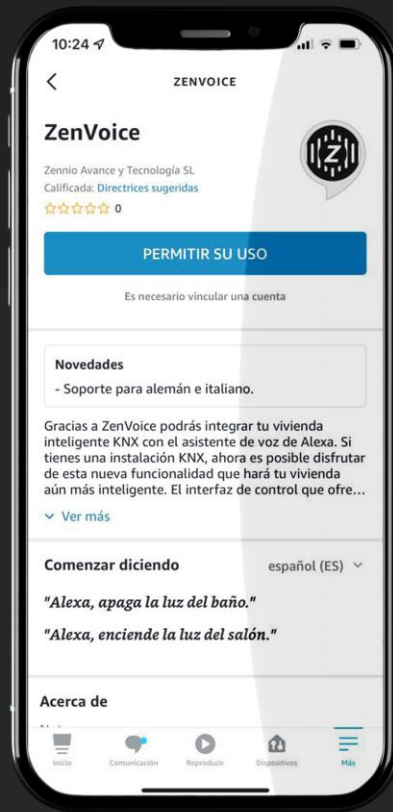 10:24
ZENVOICE
ZenVoice
Zennio Avance y Tecnología SL
Calificada: Directrices sugeridas
0
Z
PERMITIR SU USO
Es necesario vincular una cuenta
Novedades
- Soporte para alemán e italiano.
Gracias a ZenVoice podrás integrar tu vivienda
inteligente KNX con el asistente de voz de Alexa. Si
tienes una instalación KNX, ahora es posible disfrutar
de esta nueva funcionalidad que hará tu vivienda
aún más inteligente. El interfaz de control que ofre...
Ver más
Comenzar diciendo
español (ES)
"Alexa, apaga la luz del baño."
"Alexa, enciende la luz del salón."
Acerca de
Inicio
Comunicación
Reproducir
Dispositivos
Más